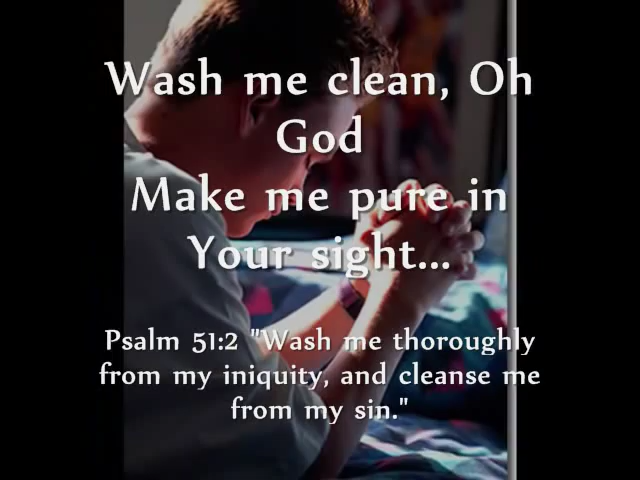 Wash me clean, Oh
God
Make me pure in
Your sight...
Psalm 51:2 "Wash me thoroughly
from my iniquity, and cleanse me
from my sin."